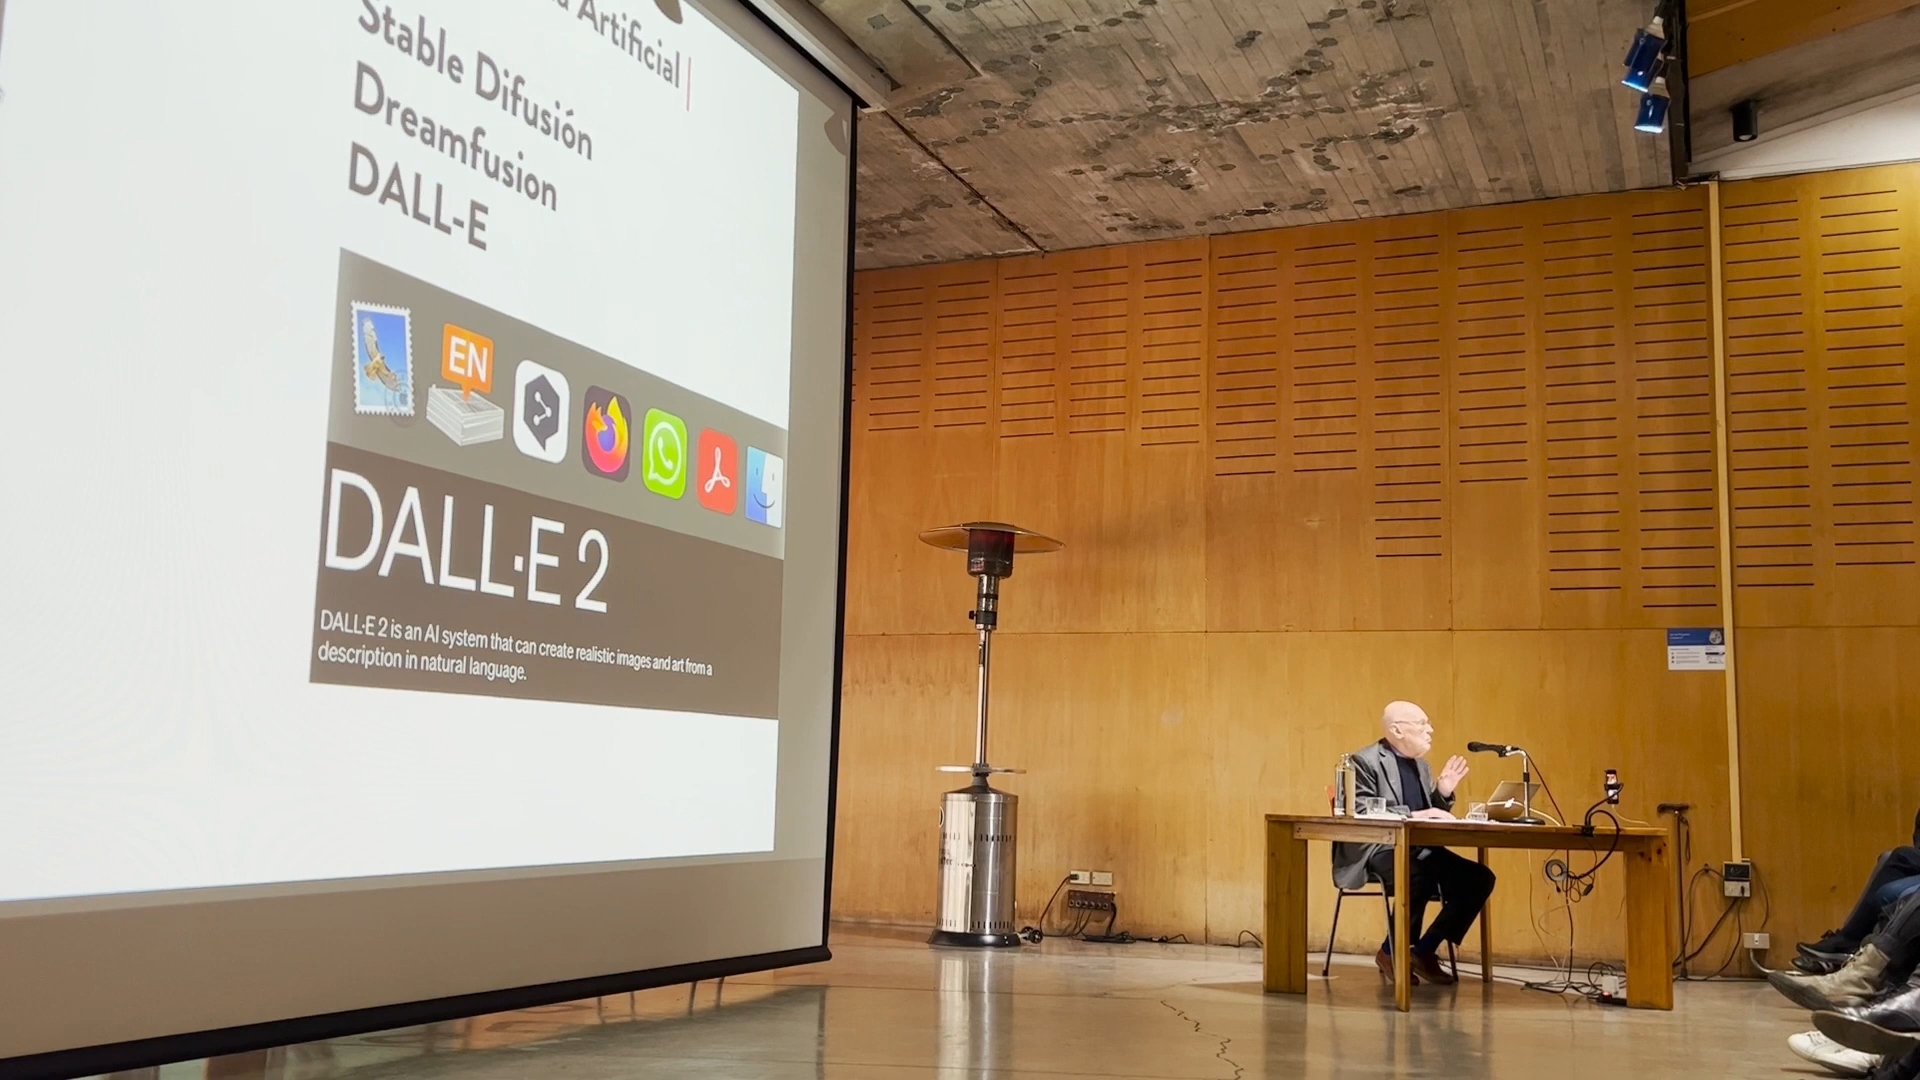 Artificial
Stable Difusión
Dreamfusion
DALL-E
EN
DALL·E 2
DALL·E 2 is an AI system that can create realistic images and art from a
description in natural language.